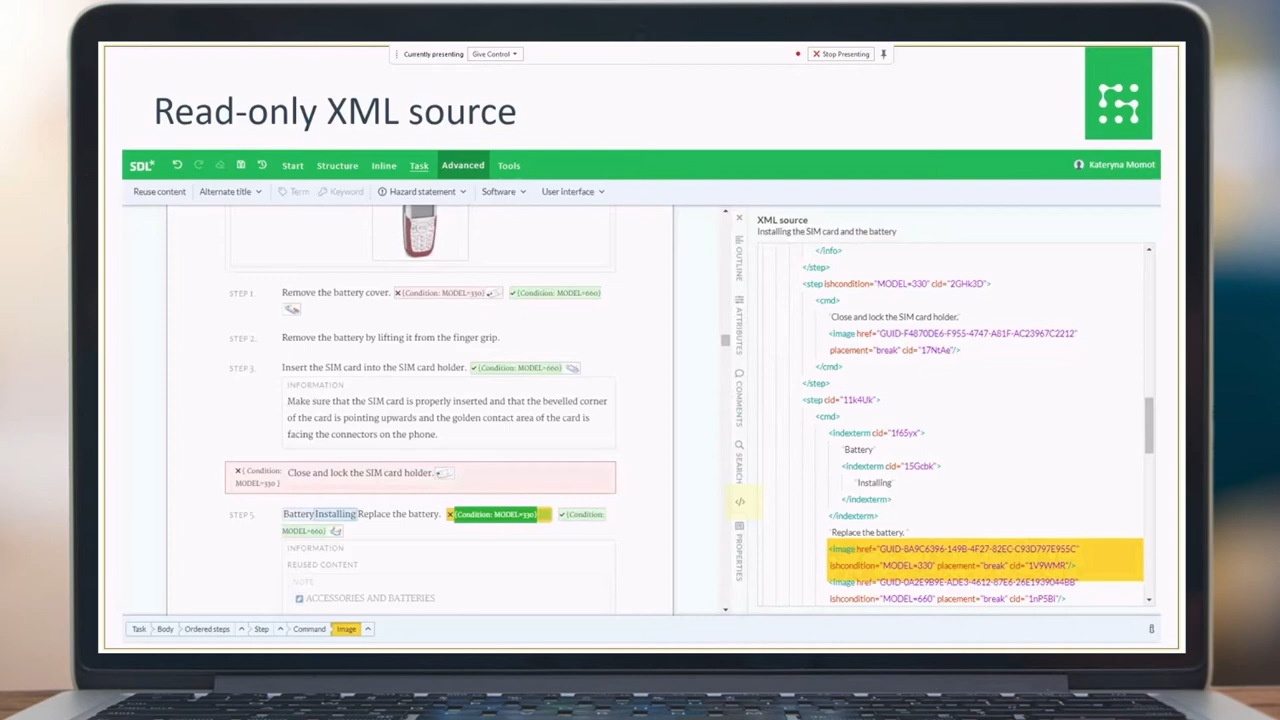 Currently presenting Give Control Stop Presenting
Read-only XML source
SDL* Start Structure Inline Task Advanced Tools Kateryna Momot
Reuse content Alternate title Term Keyword Hazard statement Software User interface
STEP 1. Remove the battery cover. {Condition: MODEL=330} {Condition: MODEL=660}
STEP 2. Remove the battery by lifting it from the finger grip.
STEP 3. Insert the SIM card into the SIM card holder. {Condition: MODEL=660}
INFORMATION
Make sure that the SIM card is properly inserted and that the bevelled corner
of the card is pointing upwards and the golden contact area of the card is
facing the connectors on the phone.
{ Condition: MODEL=330 } Close and lock the SIM card holder.
STEP 5. BatteryInstalling Replace the battery. {Condition: MODEL=330} {Condition:
MODEL=660}
INFORMATION
REUSED CONTENT
NOTE
ACCESSORIES AND BATTERIES
OUTLINE
ATTRIBUTES
COMMENTS
SEARCH
</>
PROPERTIES
XML source
Installing the SIM card and the battery
</info>
</step>
<step ishcondition="MODEL=330" cid="2GHk3D">
<cmd>
`Close and lock the SIM card holder.`
<image href="GUID-F4870DE6-F955-4747-A81F-AC23967C2212"
placement="break" cid="17NtAe"/>
</cmd>
</step>
<step cid="11k4Uk">
<cmd>
<indexterm cid="1f65yx">
`Battery`
<indexterm cid="15Gcbk">
`Installing`
</indexterm>
</indexterm>
`Replace the battery. `
<image href="GUID-8A9C6396-149B-4F27-82EC-C93D797E955C"
ishcondition="MODEL=330" placement="break" cid="1V9WMR"/>
<image href="GUID-0A2E9B9E-ADE3-4612-87E6-26E1939044BB"
ishcondition="MODEL=660" placement="break" cid="1nP5BI"/>
Task Body Ordered steps Step Command Image